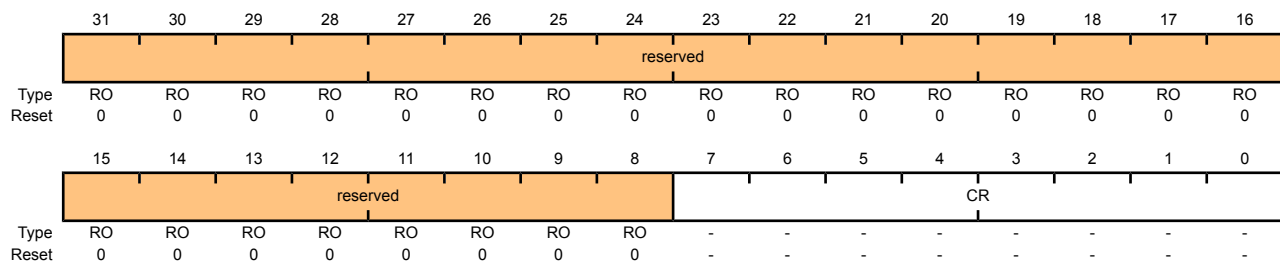 31 30 29 28 27 26 25 24 23 22 21 20 19 18 17 16
reserved
Type RO RO RO RO RO RO RO RO RO RO RO RO RO RO RO RO
Reset 0 0 0 0 0 0 0 0 0 0 0 0 0 0 0 0
15 14 13 12 11 10 9 8 7 6 5 4 3 2 1 0
reserved CR
Type RO RO RO RO RO RO RO RO - - - - - - - -
Reset 0 0 0 0 0 0 0 0 - - - - - - - -